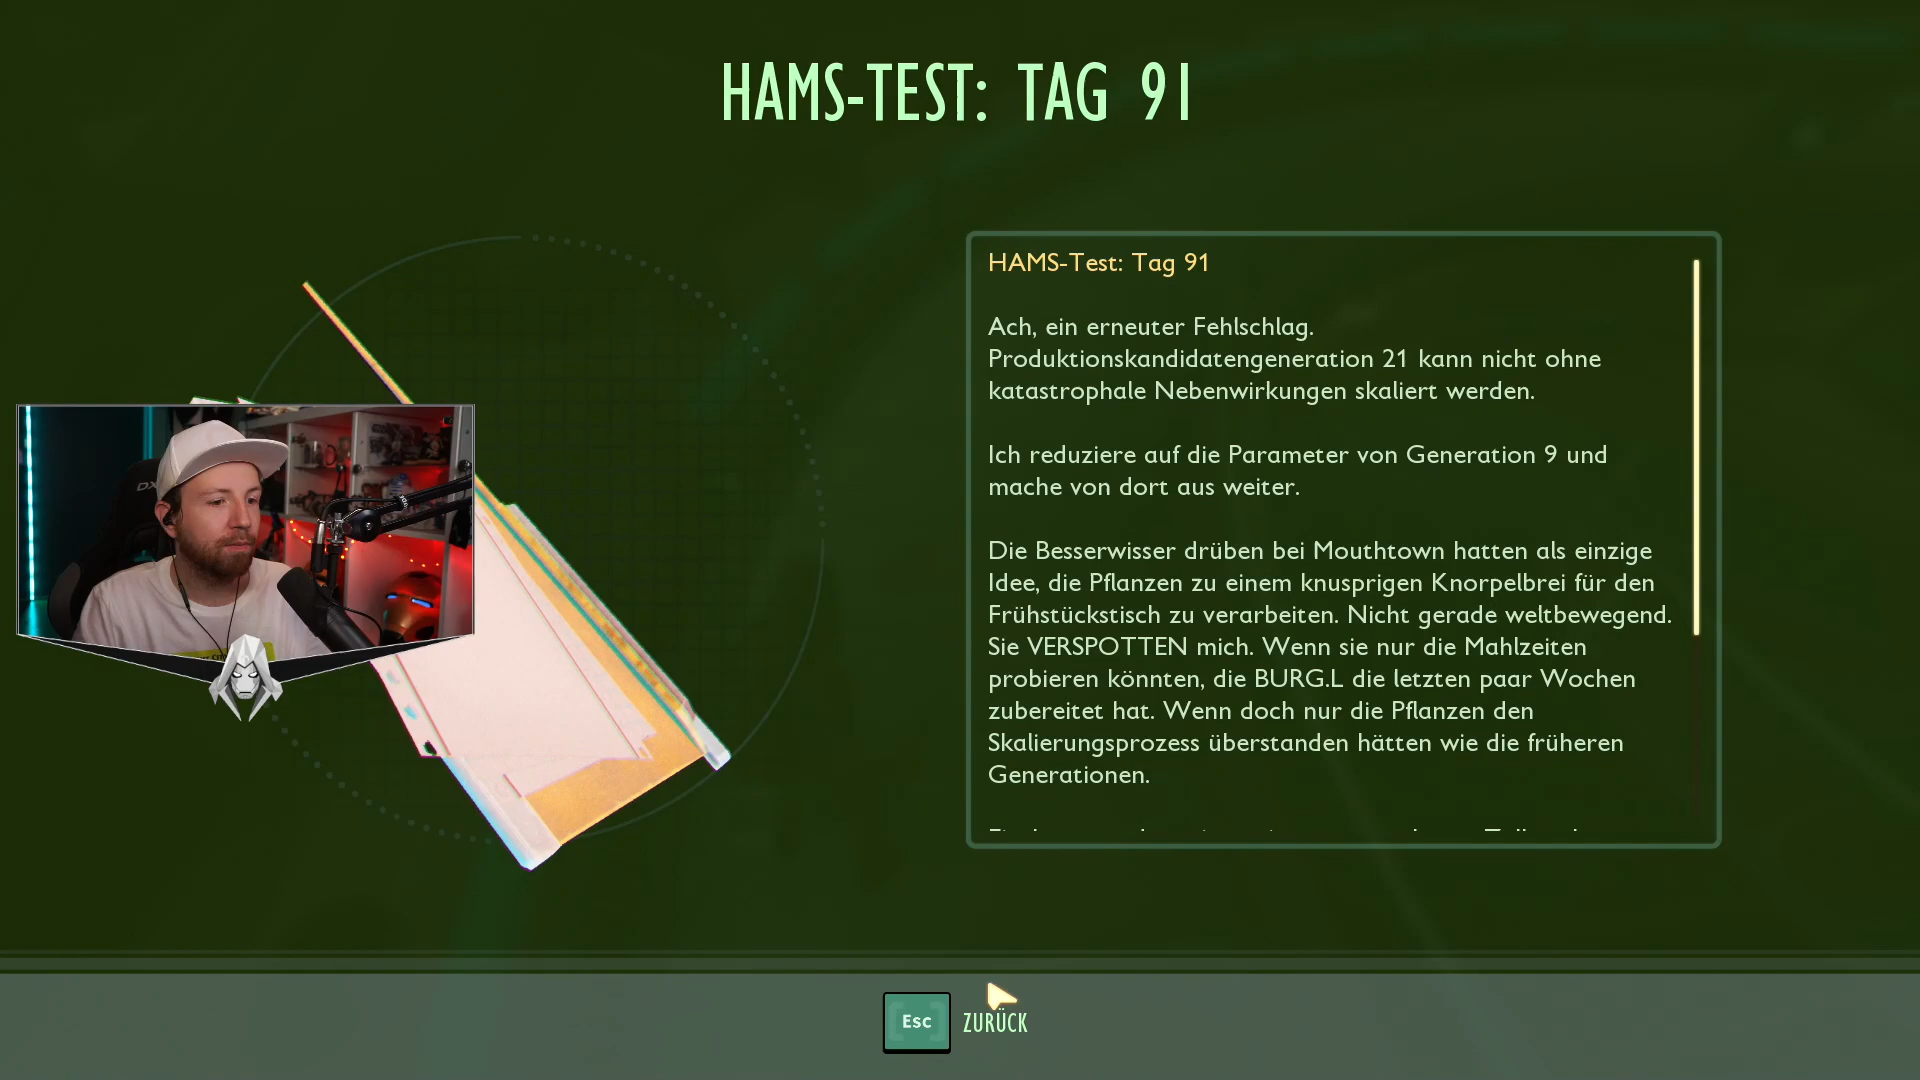 HAMS-TEST: TAG 91
HAMS-Test: Tag 91
Ach, ein erneuter Fehlschlag.
Produktionskandidatengeneration 21 kann nicht ohne
katastrophale Nebenwirkungen skaliert werden.
Ich reduziere auf die Parameter von Generation 9 und
mache von dort aus weiter.
Die Besserwisser drüben bei Mouthtown hatten als einzige
Idee, die Pflanzen zu einem knusprigen Knorpelbrei für den
Frühstückstisch zu verarbeiten. Nicht gerade weltbewegend.
Sie VERSPOTTEN mich. Wenn sie nur die Mahlzeiten
probieren könnten, die BURG.L die letzten paar Wochen
zubereitet hat. Wenn doch nur die Pflanzen den
Skalierungsprozess überstanden hätten wie die früheren
Generationen.
DX
Esc
ZURÜCK